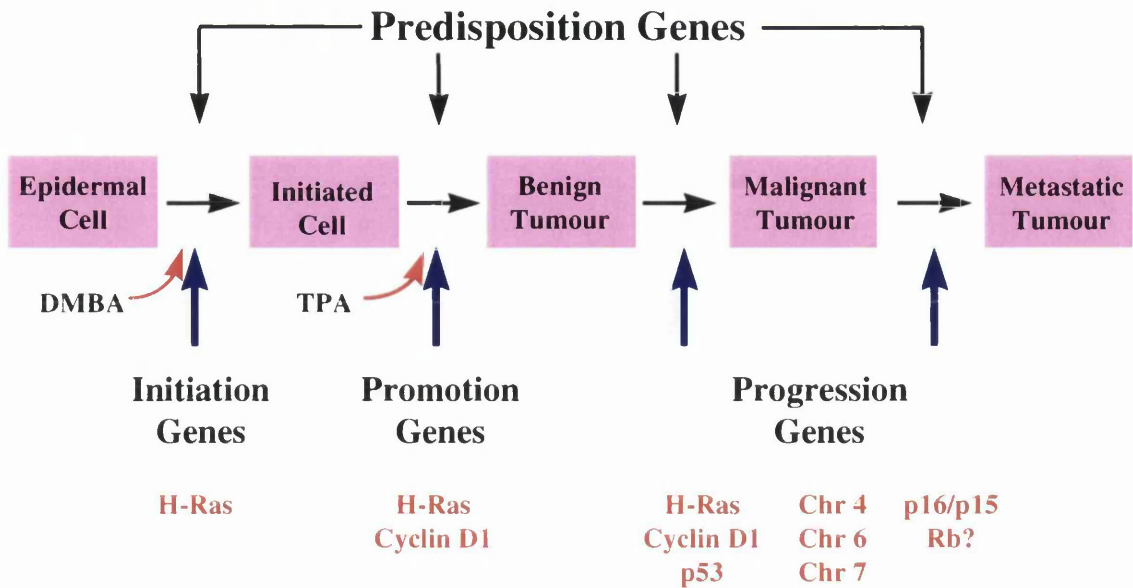 Predisposition Genes
Epidermal Cell
Initiated Cell
Benign Tumour
Malignant Tumour
Metastatic Tumour
DMBA
TPA
Initiation Genes
Promotion Genes
Progression Genes
H-Ras
H-Ras
Cyclin D1
H-Ras
Cyclin D1
p53
Chr 4
Chr 6
Chr 7
p16/p15
Rb?